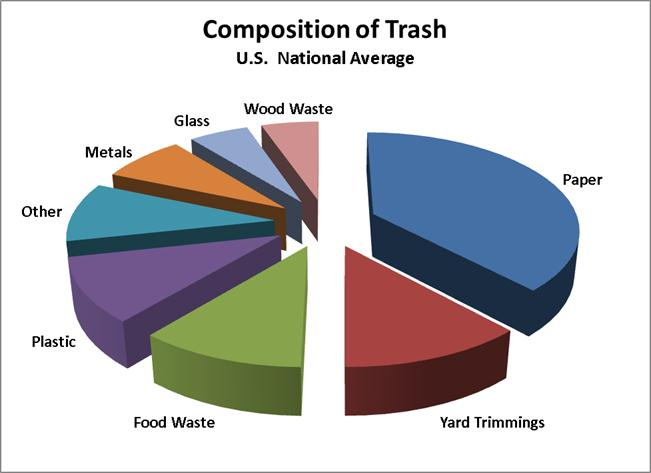 Composition of Trash
U.S. National Average
Wood Waste
Glass
Metals
Paper
Other
Plastic
Food Waste
Yard Trimmings